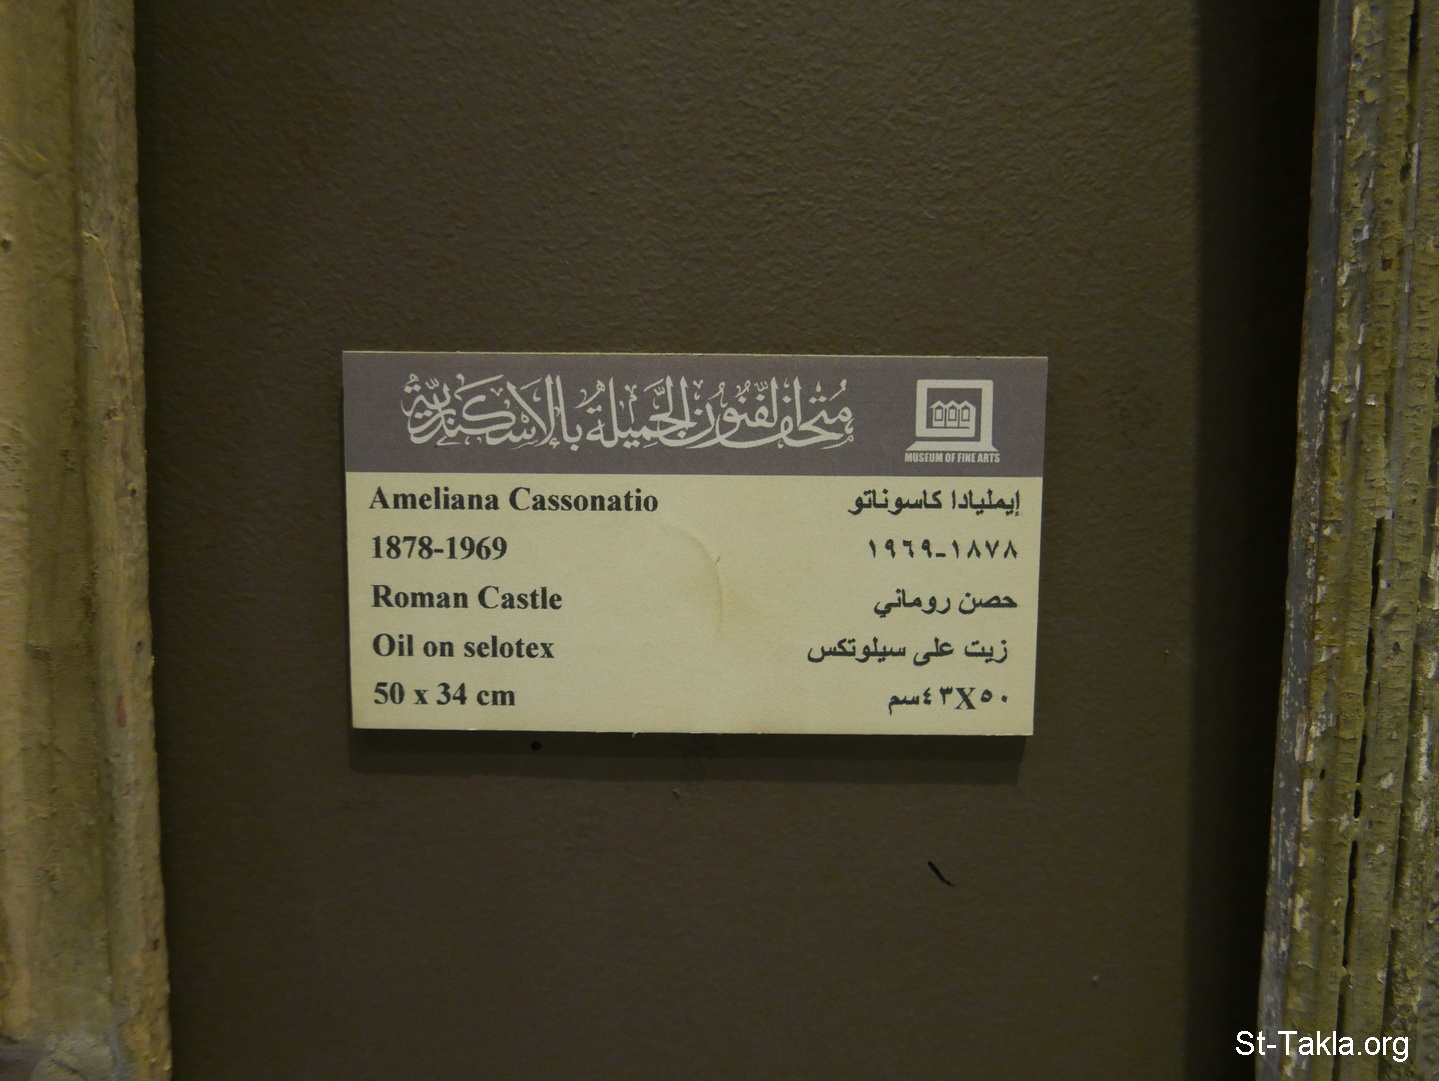 متحف الفنون الجميلة بالإسكندرية
MUSEUM OF FINE ARTS
Ameliana Cassonatio
1878-1969
Roman Castle
Oil on selotex
50 x 34 cm
إيمليادا كاسوناتو
١٨٧٨-١٩٦٩
حصن روماني
زيت على سيلوتكس
٥٠X٤٣سم
St-Takla.org